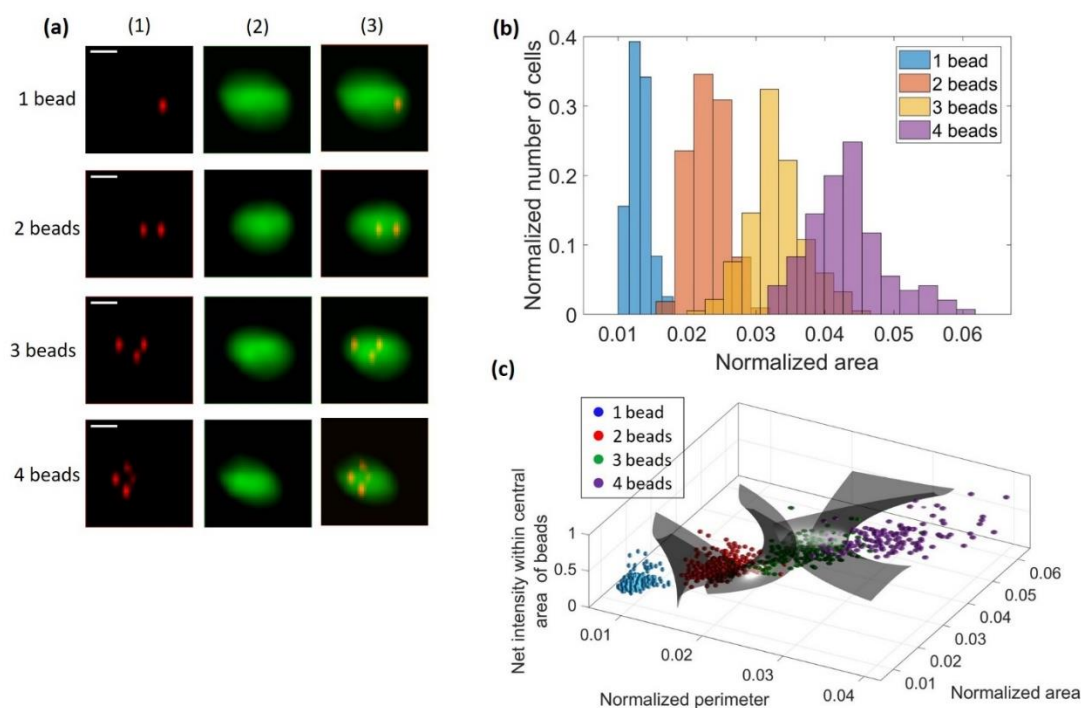 (a)
(1) (2) (3)
1 bead
2 beads
3 beads
4 beads
(b)
Normalized number of cells
0.4
0.3
0.2
0.1
0
0.01 0.02 0.03 0.04 0.05 0.06
Normalized area
1 bead
2 beads
3 beads
4 beads
(c)
1 bead
2 beads
3 beads
4 beads
Net intensity within central
area of beads
1
0.5
0
0.01
0.02
0.03
0.04
Normalized perimeter
0.06
0.05
0.04
0.03
0.02
0.01
Normalized area